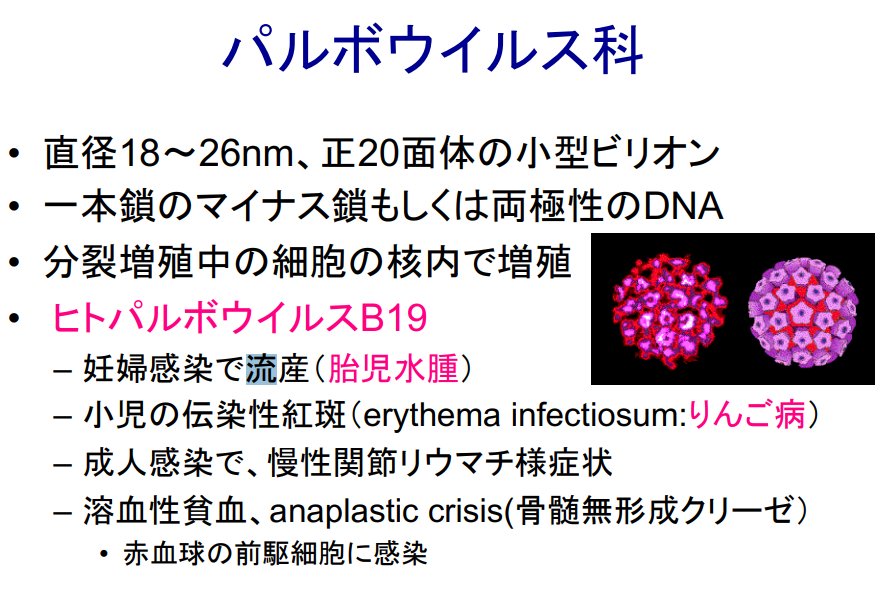 パルボウイルス科
• 直径18～26nm、正20面体の小型ビリオン
• 一本鎖のマイナス鎖もしくは両極性のDNA
• 分裂増殖中の細胞の核内で増殖
• ヒトパルボウイルスB19
– 妊婦感染で流産（胎児水腫）
– 小児の伝染性紅斑（erythema infectiosum:りんご病）
– 成人感染で、慢性関節リウマチ様症状
– 溶血性貧血、anaplastic crisis(骨髄無形成クリーゼ）
• 赤血球の前駆細胞に感染